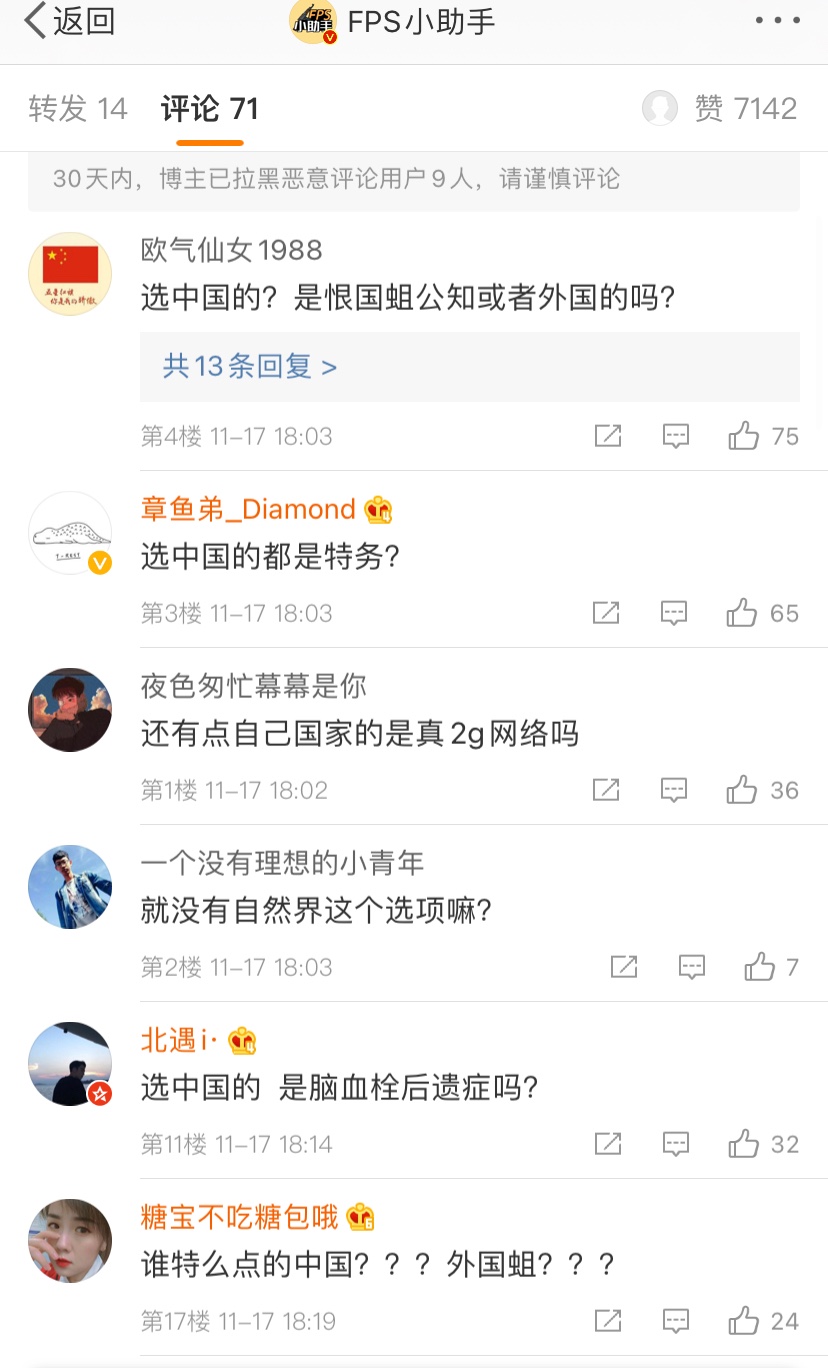 返回
FPS小助手
转发 14 评论 71 赞 7142
30天内，博主已拉黑恶意评论用户9人，请谨慎评论
欧气仙女1988
选中国的？是恨国蛆公知或者外国的吗？
共13条回复 >
第4楼 11-17 18:03 75
章鱼弟_Diamond
选中国的都是特务？
第3楼 11-17 18:03 65
夜色匆忙幕幕是你
还有点自己国家的是真2g网络吗
第1楼 11-17 18:02 36
一个没有理想的小青年
就没有自然界这个选项嘛？
第2楼 11-17 18:03 7
北遇i·
选中国的 是脑血栓后遗症吗？
第11楼 11-17 18:14 32
糖宝不吃糖包哦
谁特么点的中国？？？外国蛆？？？
第17楼 11-17 18:19 24